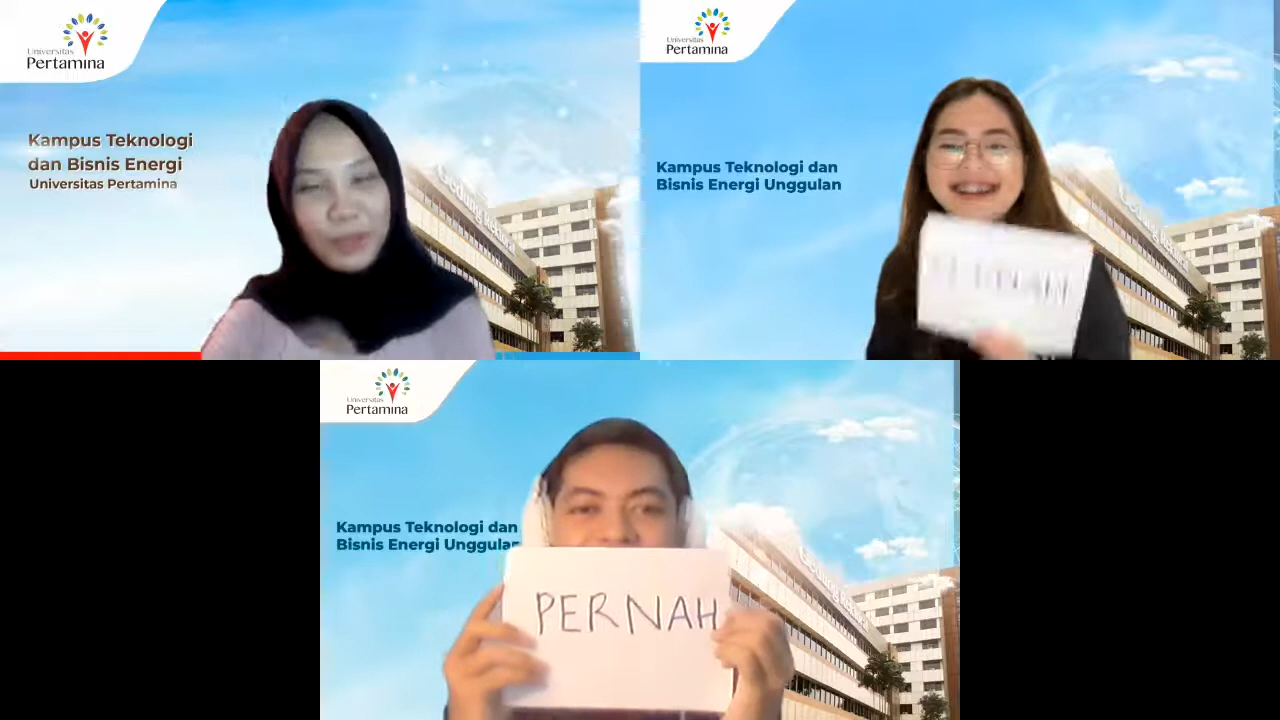 Universitas
Pertamina
Kampus Teknologi
dan Bisnis Energi
Universitas Pertamina
Universitas
Pertamina
Kampus Teknologi dan
Bisnis Energi Unggulan
Universitas
Pertamina
Kampus Teknologi dan
Bisnis Energi Unggulan
PERNAH